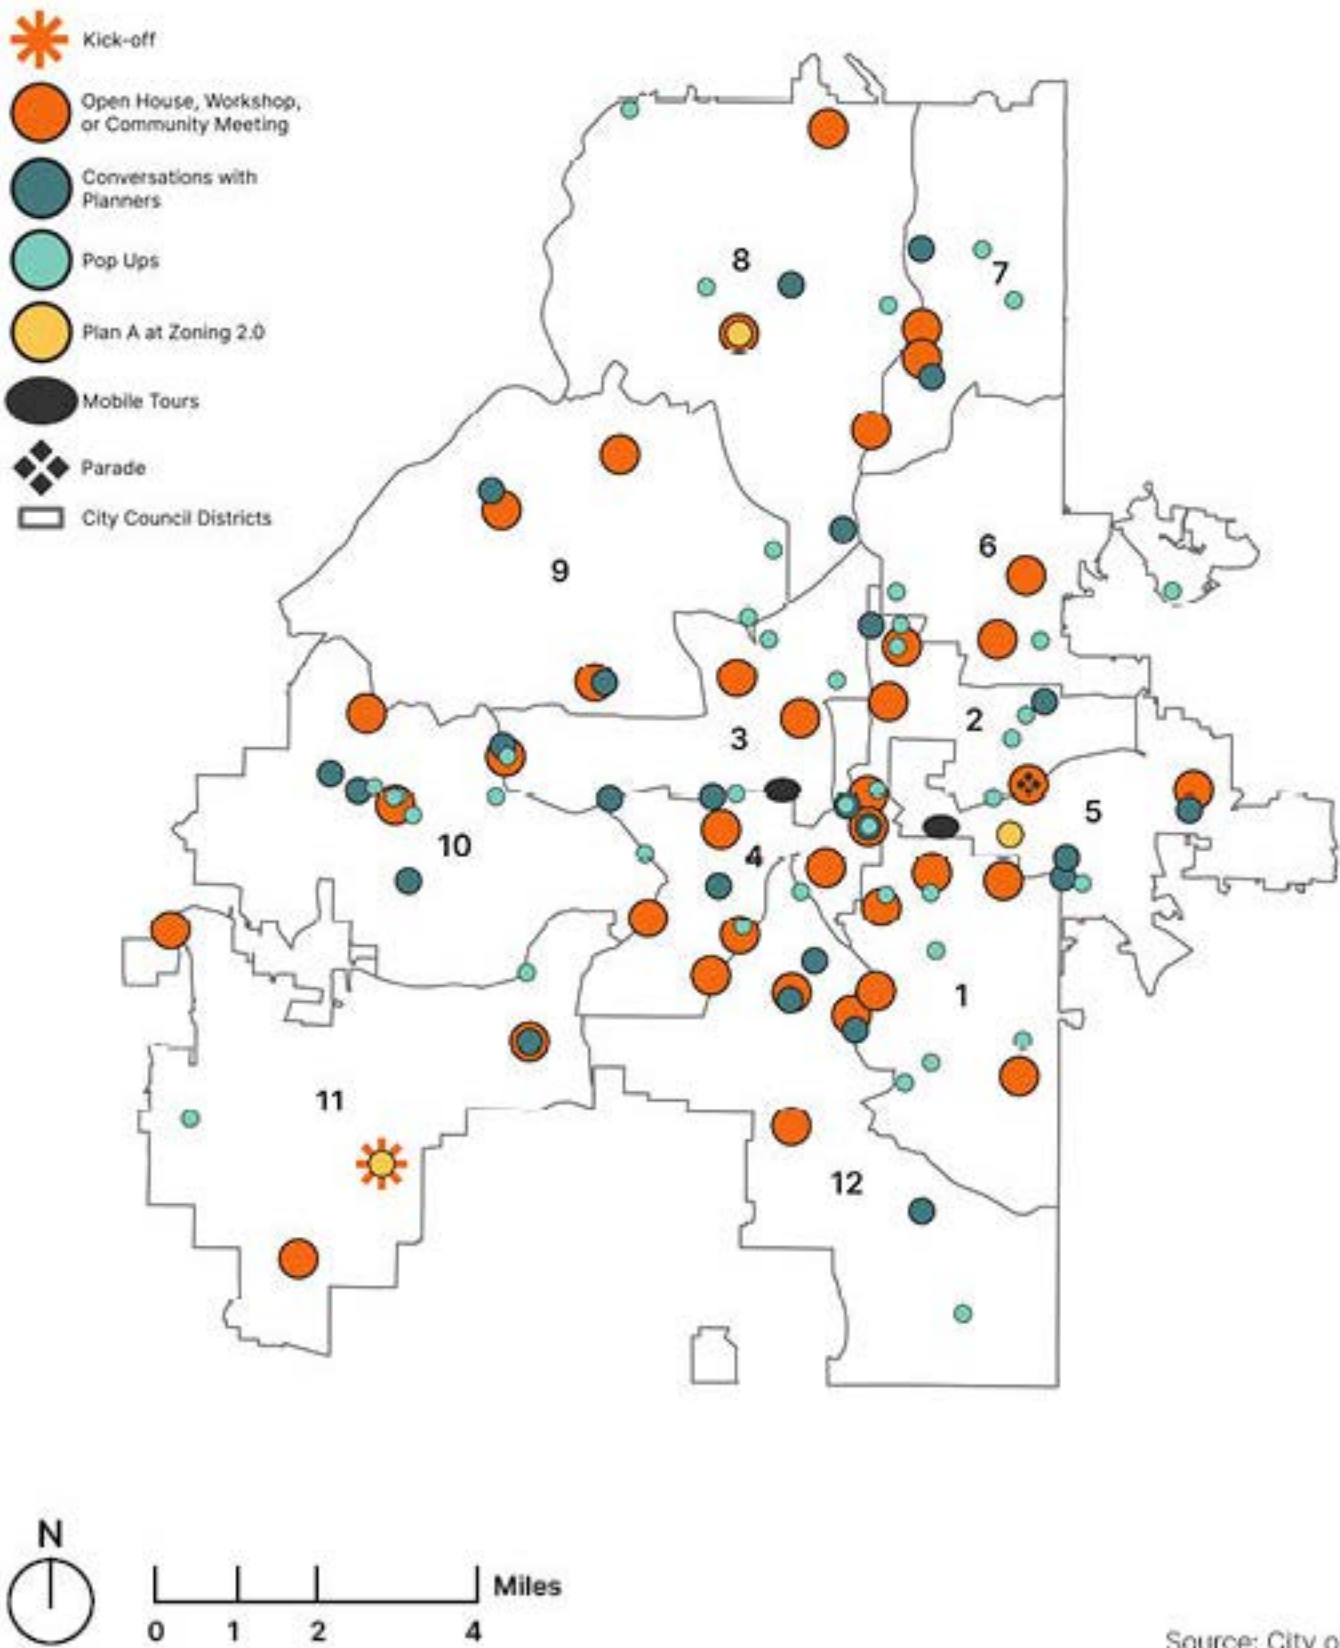 Kick-off
Open House, Workshop,
or Community Meeting
Conversations with
Planners
Pop Ups
Plan A at Zoning 2.0
Mobile Tours
Parade
City Council Districts
8
7
6
9
2
3
5
4
10
1
11
12
N
Miles
0 1 2 4
Source: City